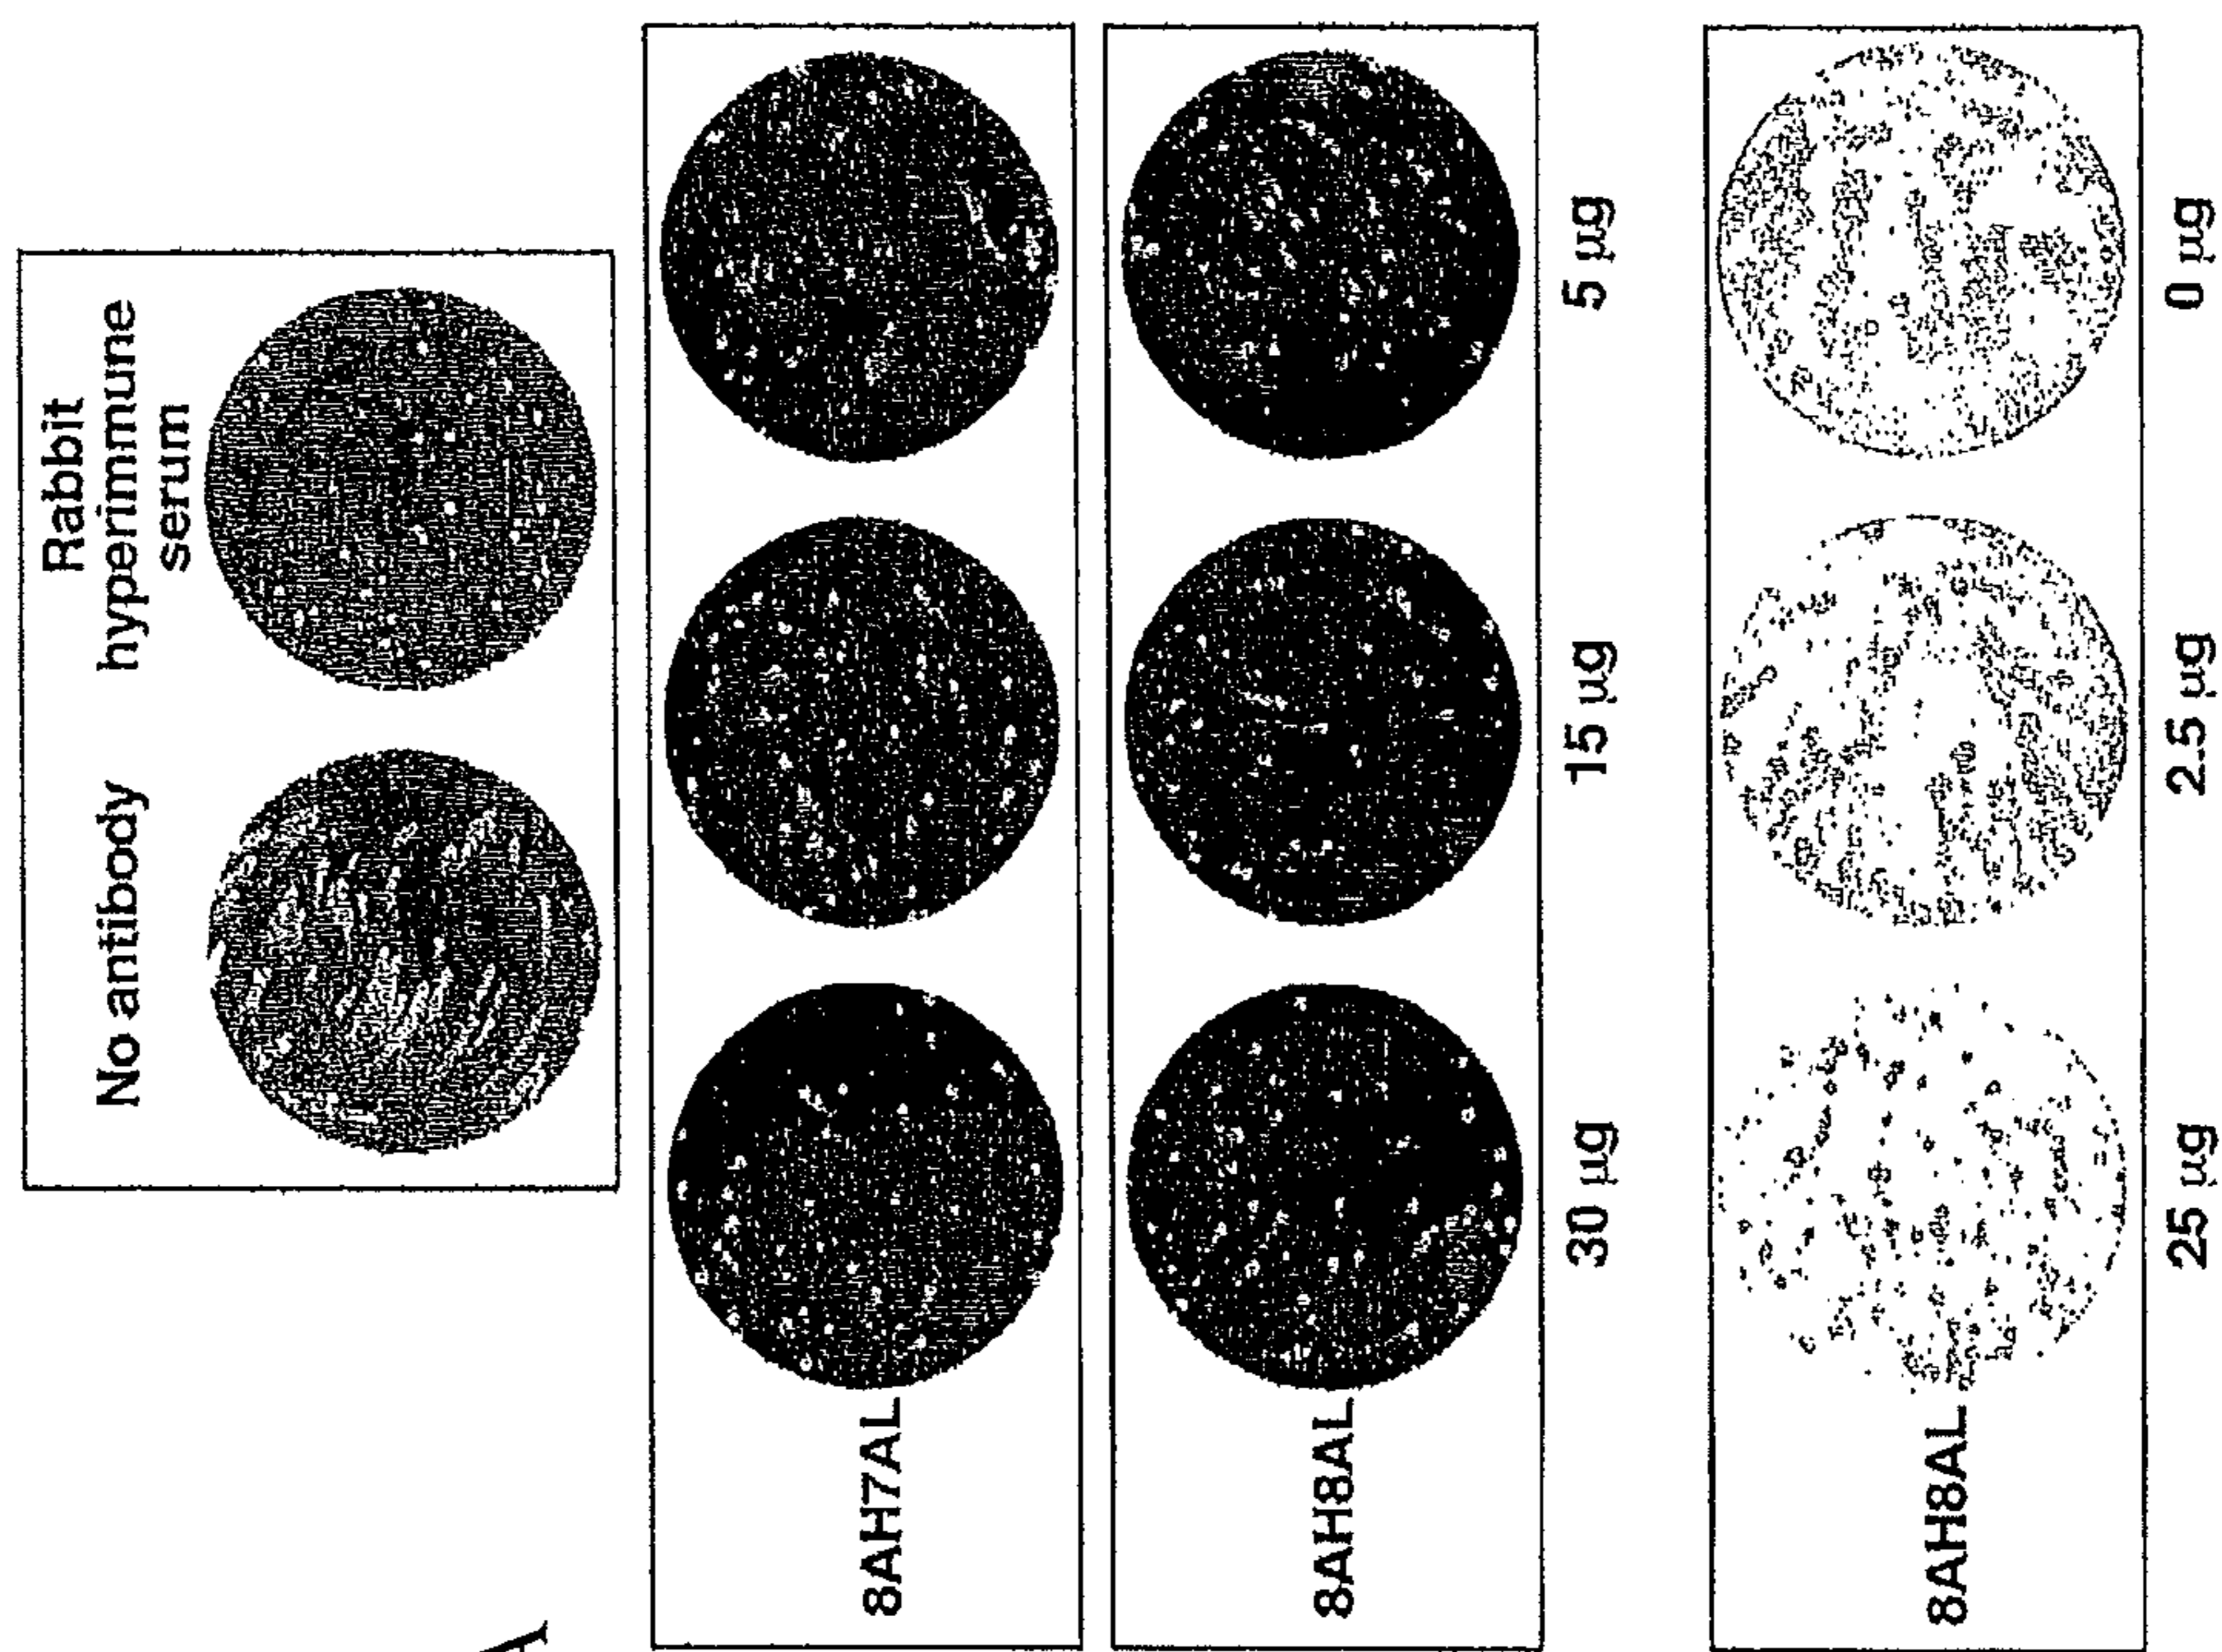 No antibody
Rabbit
hyperimmune
serum
8AH7AL
8AH8AL
30 µg
15 µg
5 µg
8AH8AL
25 µg
2.5 µg
0 µg